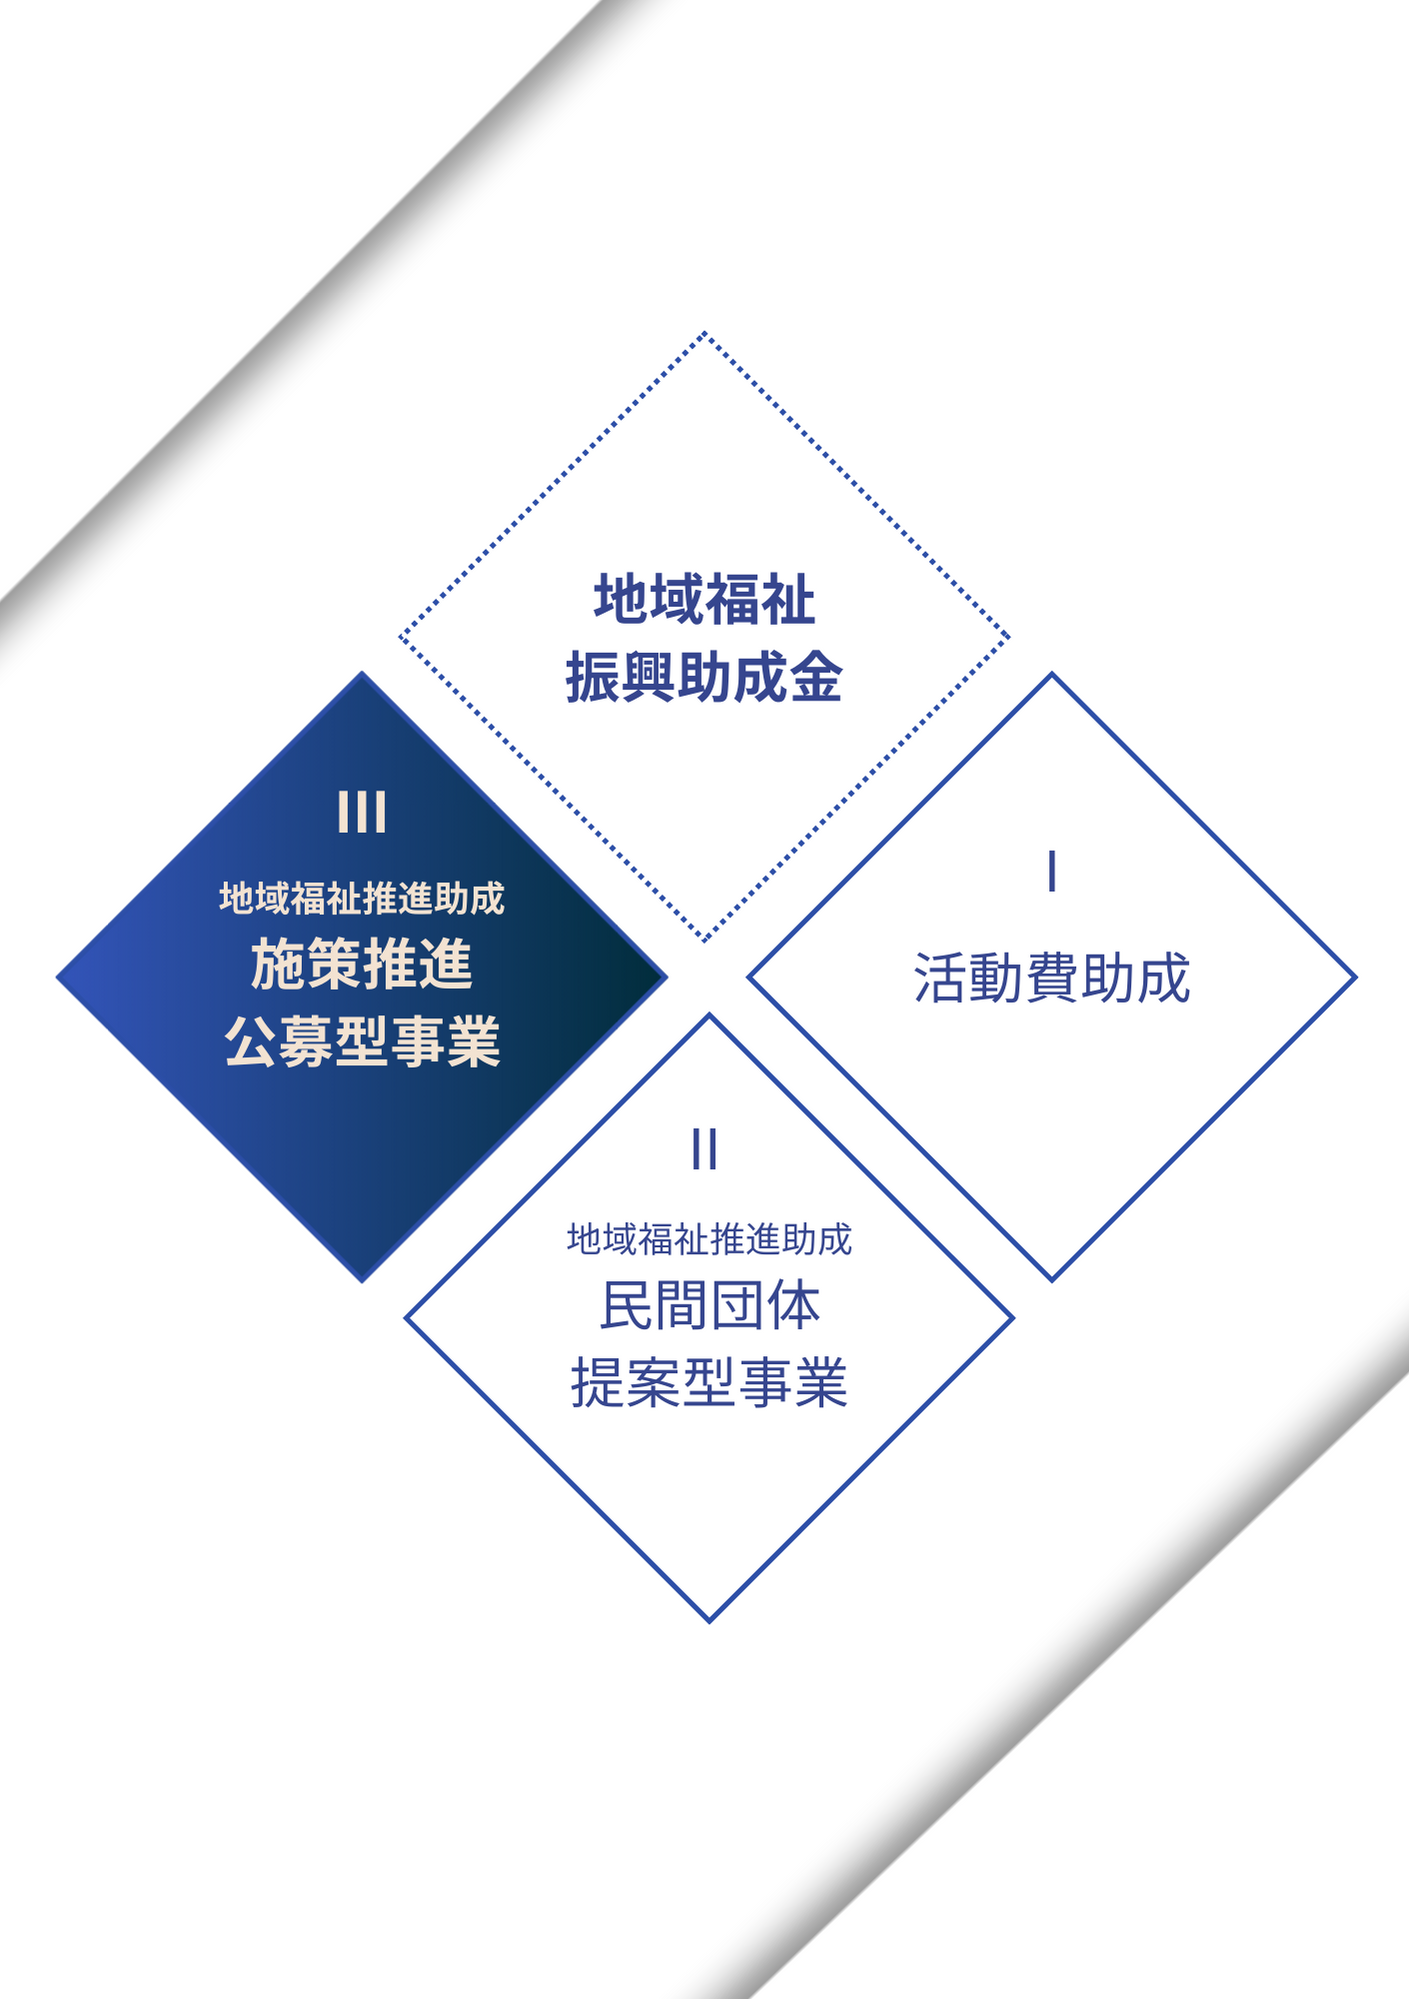 地域福祉
振興助成金
III
地域福祉推進助成
施策推進
公募型事業
I
活動費助成
II
地域福祉推進助成
民間団体
提案型事業